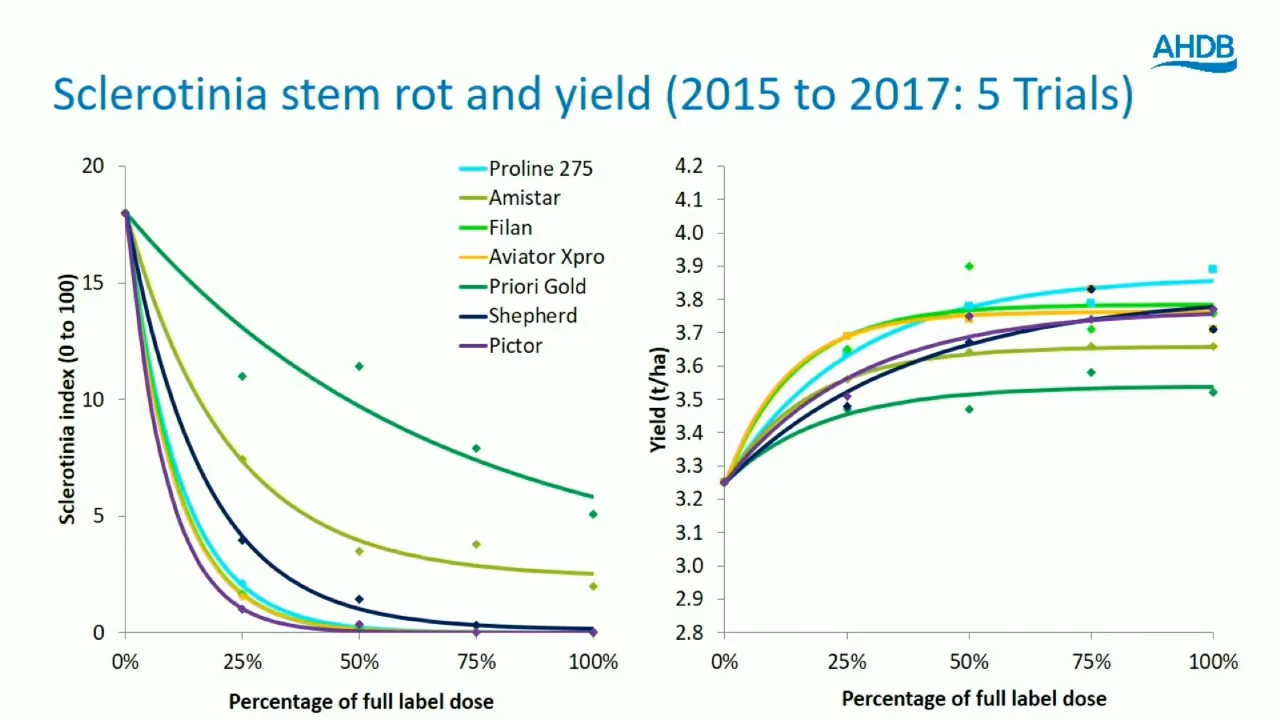 AHDB
Sclerotinia stem rot and yield (2015 to 2017: 5 Trials)
Sclerotinia index (0 to 100)
20
15
10
5
0
0%
25%
50%
75%
100%
Percentage of full label dose
Proline 275
Amistar
Filan
Aviator Xpro
Priori Gold
Shepherd
Pictor
Yield (t/ha)
4.2
4.1
4.0
3.9
3.8
3.7
3.6
3.5
3.4
3.3
3.2
3.1
3.0
2.9
2.8
0%
25%
50%
75%
100%
Percentage of full label dose